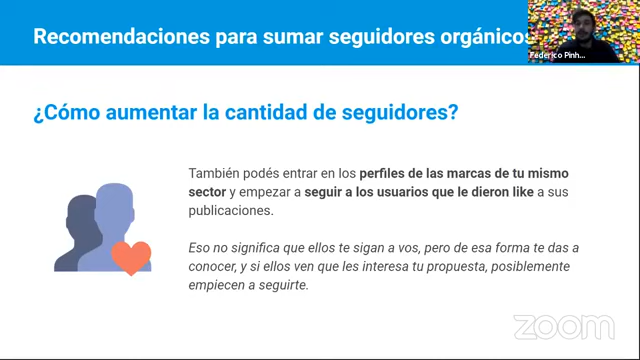 Recomendaciones para sumar seguidores orgánicos
Federico Pinh...
¿Cómo aumentar la cantidad de seguidores?
También podés entrar en los perfiles de las marcas de tu mismo
sector y empezar a seguir a los usuarios que le dieron like a sus
publicaciones.
Eso no significa que ellos te sigan a vos, pero de esa forma te das a
conocer, y si ellos ven que les interesa tu propuesta, posiblemente
empiecen a seguirte.
zoom